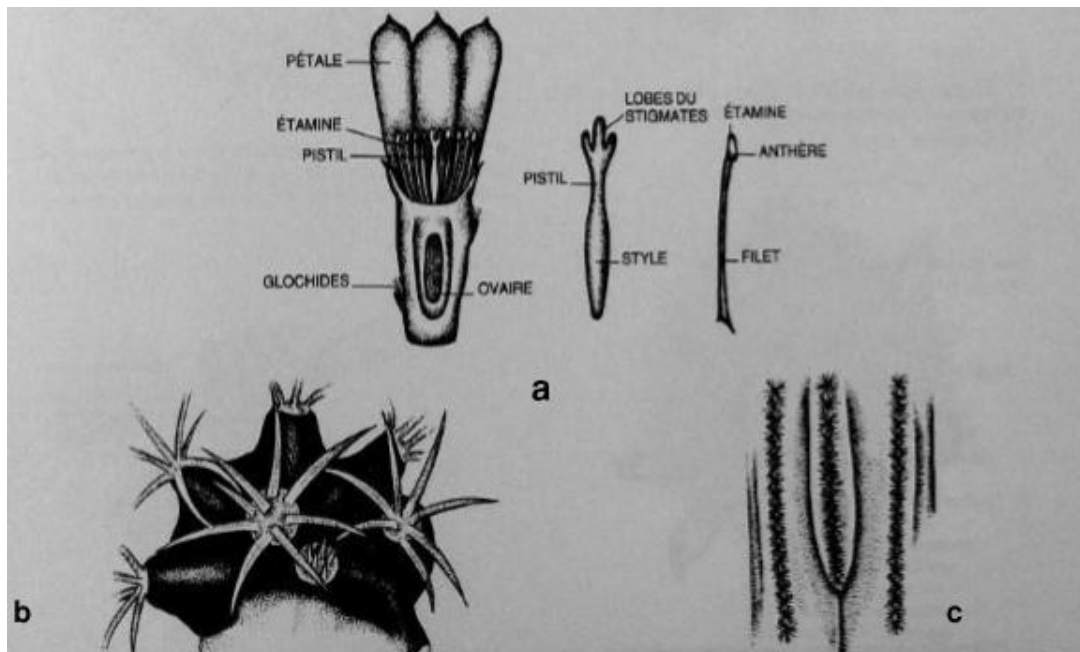 PÉTALE
ÉTAMINE
PISTIL
GLOCHIDES
OVAIRE
LOBES DU
STIGMATES
PISTIL
STYLE
ÉTAMINE
ANTHÈRE
FILET
a
b
c